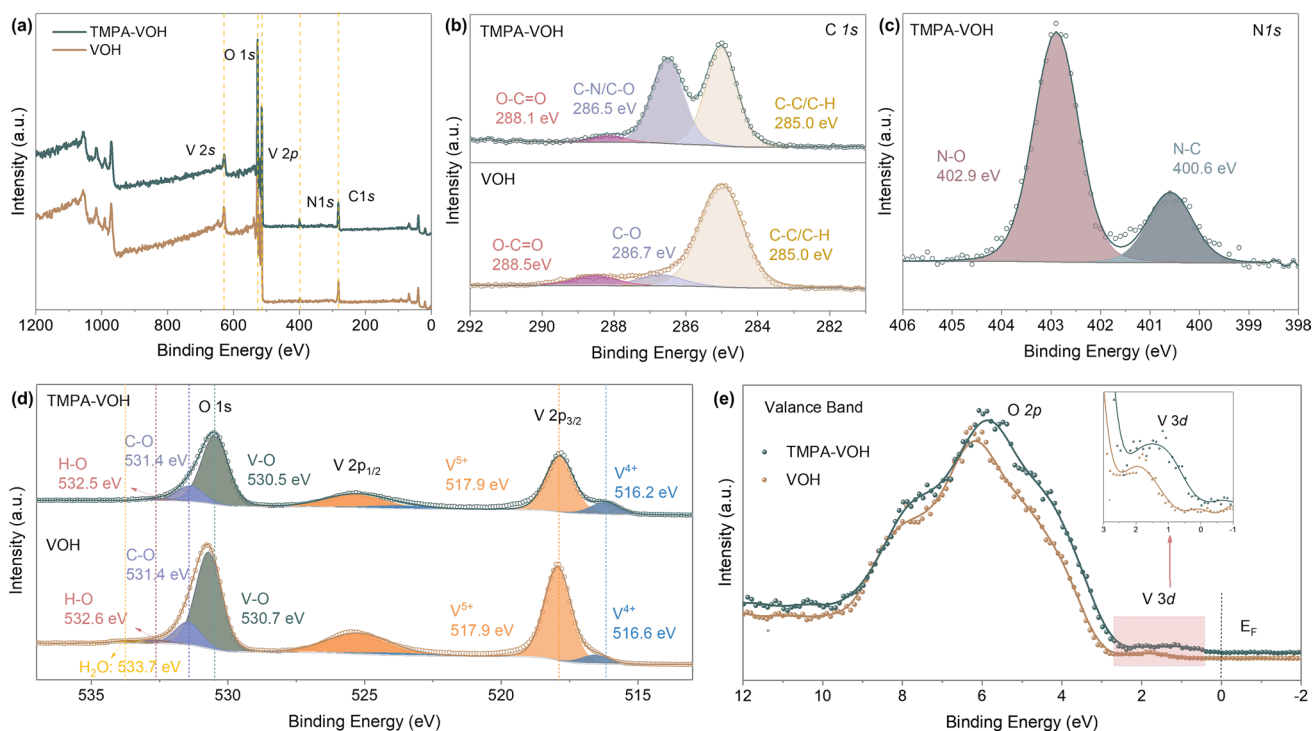 (a)
TMPA-VOH
VOH
O 1s
V 2s
V 2p
N1s
C1s
Intensity (a.u.)
1200
1000
800
600
400
200
0
Binding Energy (eV)
(b)
TMPA-VOH
C 1s
C-N/C-O
286.5 eV
O-C=O
288.1 eV
C-C/C-H
285.0 eV
VOH
O-C=O
288.5eV
C-O
286.7 eV
C-C/C-H
285.0 eV
Intensity (a.u.)
292
290
288
286
284
282
Binding Energy (eV)
(c)
TMPA-VOH
N1s
N-O
402.9 eV
N-C
400.6 eV
Intensity (a.u.)
406
405
404
403
402
401
400
399
398
Binding Energy (eV)
(d)
TMPA-VOH
O 1s
V 2p3/2
C-O
531.4 eV
H-O
532.5 eV
V-O
530.5 eV
V 2p1/2
V5+
517.9 eV
V4+
516.2 eV
VOH
C-O
531.4 eV
H-O
532.6 eV
V-O
530.7 eV
V5+
517.9 eV
V4+
516.6 eV
H2O: 533.7 eV
Intensity (a.u.)
535
530
525
520
515
Binding Energy (eV)
(e)
Valance Band
TMPA-VOH
VOH
O 2p
V 3d
3
2
1
0
-1
V 3d
EF
Intensity (a.u.)
12
10
8
6
4
2
0
-2
Binding Energy (eV)